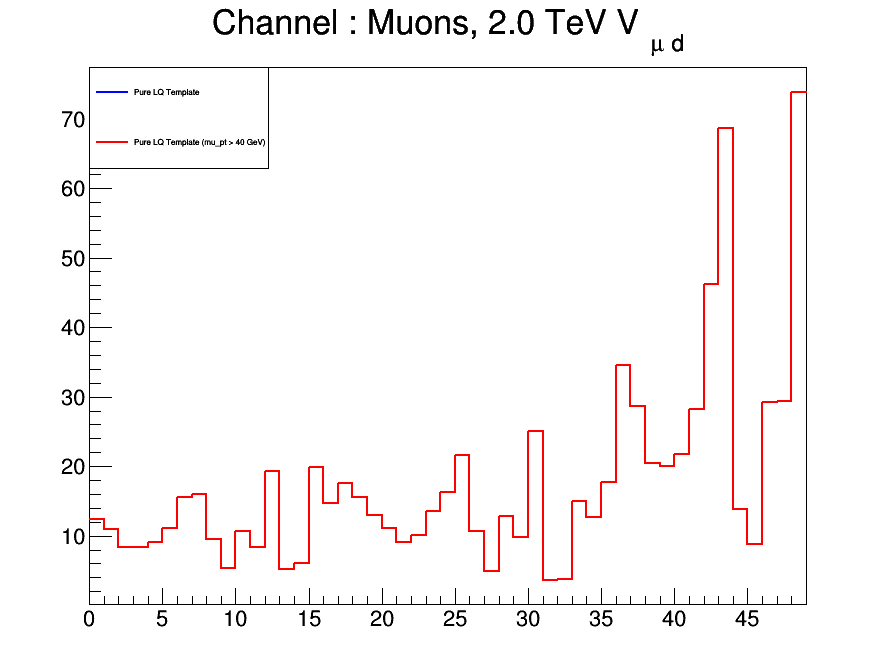 Channel : Muons, 2.0 TeV V μ d
Pure LQ Template
Pure LQ Template (mu_pt > 40 GeV)
70
60
50
40
30
20
10
0 5 10 15 20 25 30 35 40 45